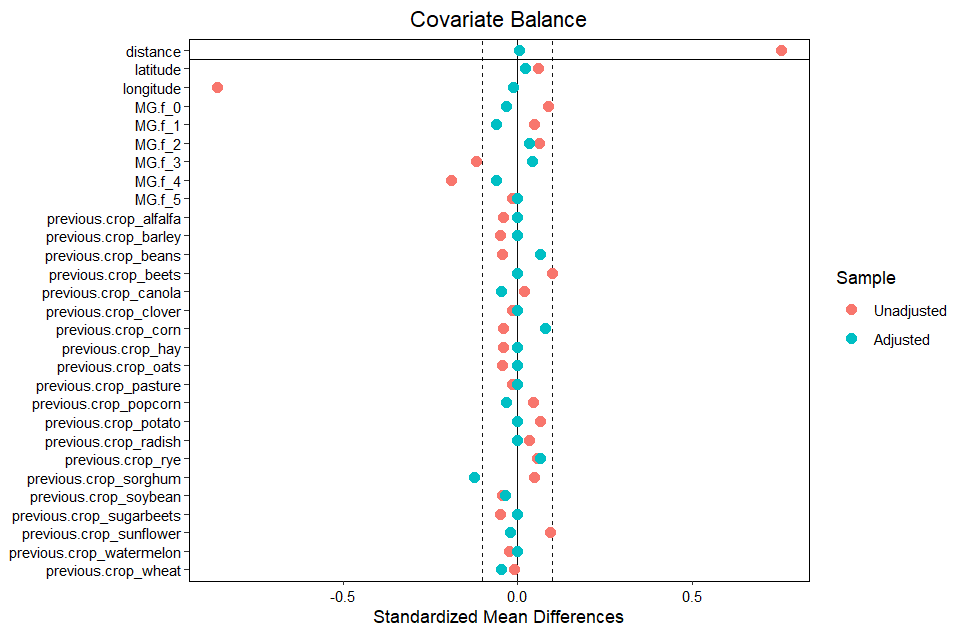 Covariate Balance
distance
latitude
longitude
MG.f_0
MG.f_1
MG.f_2
MG.f_3
MG.f_4
MG.f_5
previous.crop_alfalfa
previous.crop_barley
previous.crop_beans
previous.crop_beets
previous.crop_canola
previous.crop_clover
previous.crop_corn
previous.crop_hay
previous.crop_oats
previous.crop_pasture
previous.crop_popcorn
previous.crop_potato
previous.crop_radish
previous.crop_rye
previous.crop_sorghum
previous.crop_soybean
previous.crop_sugarbeets
previous.crop_sunflower
previous.crop_watermelon
previous.crop_wheat
-0.5 0.0 0.5
Standardized Mean Differences
Sample
Unadjusted
Adjusted